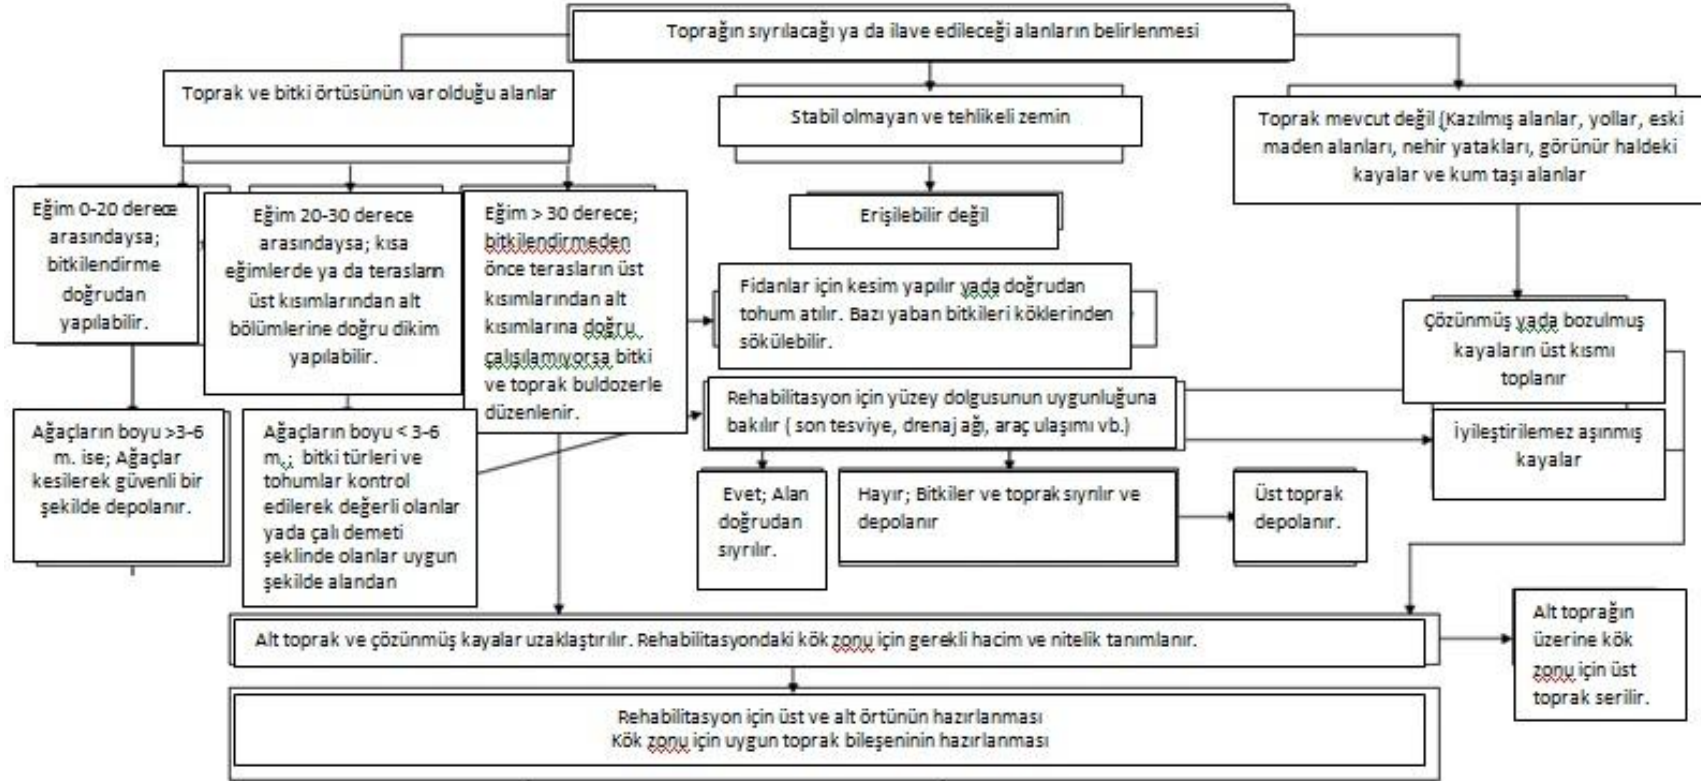 Toprağın sıyrılacağı ya da ilave edileceği alanların belirlenmesi
Toprak ve bitki örtüsünün var olduğu alanlar
Stabil olmayan ve tehlikeli zemin
Toprak mevcut değil (Kazılmış alanlar, yollar, eski
maden alanları, nehir yatakları, görünür haldeki
kayalar ve kum taşı alanlar
Eğim 0-20 derece
arasındaysa;
bitkilendirme
doğrudan
yapılabilir.
Eğim 20-30 derece
arasındaysa; kısa
eğimlerde ya da terasların
üst kısımlarından alt
bölümlerine doğru dikim
yapılabilir.
Eğim > 30 derece;
bitkilendirmeden
önce terasların üst
kısımlarından alt
kısımlarına doğru
çalışılamıyorsa bitki
ve toprak buldozerle
düzenlenir.
Erişilebilir değil
Fidanlar için kesim yapılır yada doğrudan
tohum atılır. Bazı yaban bitkileri köklerinden
sökülebilir.
Çözünmüş yada bozulmuş
kayaların üst kısmı
toplanır
Rehabilitasyon için yüzey dolgusunun uygunluğuna
bakılır ( son tesviye, drenaj ağı, araç ulaşımı vb.)
İyileştirilemez aşınmış
kayalar
Ağaçların boyu >3-6
m. ise; Ağaçlar
kesilerek güvenli bir
şekilde depolanır.
Ağaçların boyu < 3-6
m.; bitki türleri ve
tohumlar kontrol
edilerek değerli olanlar
yada çalı demeti
şeklinde olanlar uygun
şekilde alandan
Evet; Alan
doğrudan
sıyrılır.
Hayır; Bitkiler ve toprak sıyrılır ve
depolanır
Üst toprak
depolanır.
Alt toprak ve çözünmüş kayalar uzaklaştırılır. Rehabilitasyondaki kök zonu için gerekli hacim ve nitelik tanımlanır.
Alt toprağın
üzerine kök
zonu için üst
toprak serilir.
Rehabilitasyon için üst ve alt örtünün hazırlanması
Kök zonu için uygun toprak bileşeninin hazırlanması